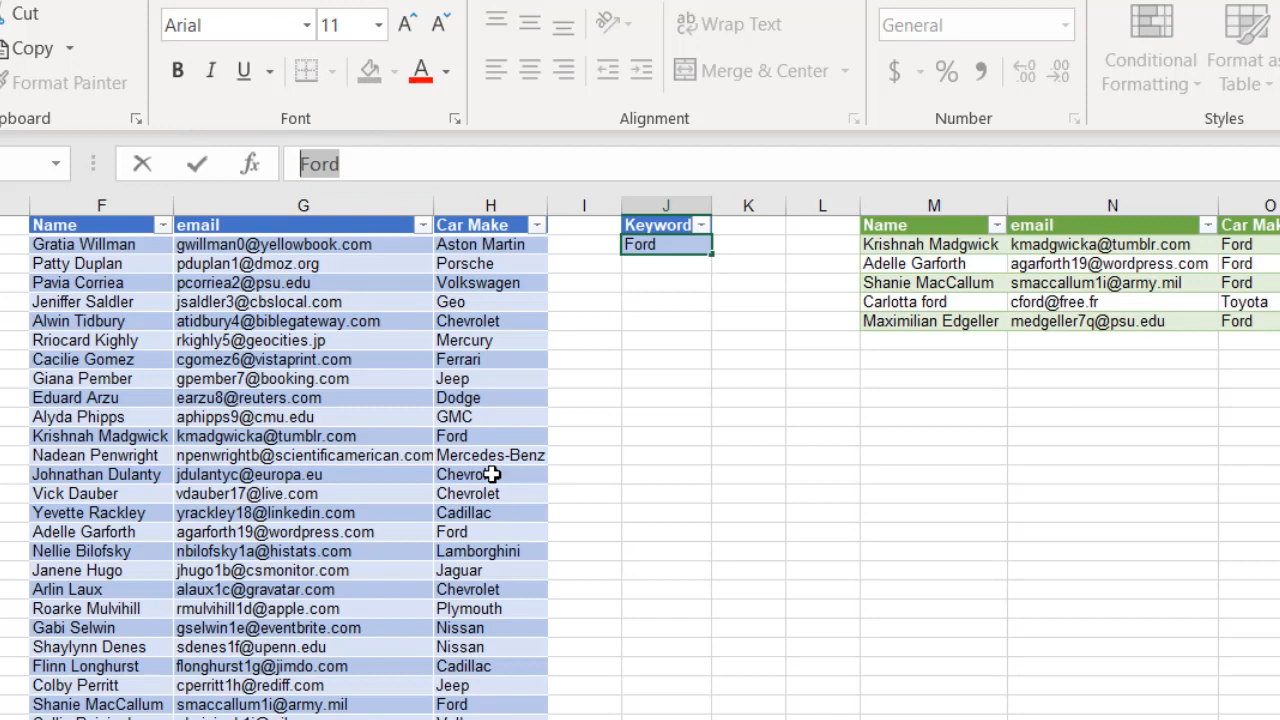 Cut
Copy
Format Painter
pboard
Arial
11
B I U
Font
Wrap Text
Merge & Center
Alignment
General
$ % 9
Number
Conditional Formatting
Format as Table
Styles
Ford
F G H I J K L M N O
Name email Car Make Keyword Name email Car Mak
Gratia Willman gwillman0@yellowbook.com Aston Martin Ford Krishnah Madgwick kmadgwicka@tumblr.com Ford
Patty Duplan pduplan1@dmoz.org Porsche Adelle Garforth agarforth19@wordpress.com Ford
Pavia Corriea pcorriea2@psu.edu Volkswagen Shanie MacCallum smaccallum1i@army.mil Ford
Jeniffer Saldler jsaldler3@cbslocal.com Geo Carlotta ford cford@free.fr Toyota
Alwin Tidbury atidbury4@biblegateway.com Chevrolet Maximilian Edgeller medgeller7q@psu.edu Ford
Rriocard Kighly rkighly5@geocities.jp Mercury
Cacilie Gomez cgomez6@vistaprint.com Ferrari
Giana Pember gpember7@booking.com Jeep
Eduard Arzu earzu8@reuters.com Dodge
Alyda Phipps aphipps9@cmu.edu GMC
Krishnah Madgwick kmadgwicka@tumblr.com Ford
Nadean Penwright npenwrightb@scientificamerican.com Mercedes-Benz
Johnathan Dulanty jdulantyc@europa.eu Chevro
Vick Dauber vdauber17@live.com Chevrolet
Yevette Rackley yrackley18@linkedin.com Cadillac
Adelle Garforth agarforth19@wordpress.com Ford
Nellie Bilofsky nbilofsky1a@histats.com Lamborghini
Janene Hugo jhugo1b@csmonitor.com Jaguar
Arlin Laux alaux1c@gravatar.com Chevrolet
Roarke Mulvihill rmulvihill1d@apple.com Plymouth
Gabi Selwin gselwin1e@eventbrite.com Nissan
Shaylynn Denes sdenes1f@upenn.edu Nissan
Flinn Longhurst flonghurst1g@jimdo.com Cadillac
Colby Perritt cperritt1h@rediff.com Jeep
Shanie MacCallum smaccallum1i@army.mil Ford